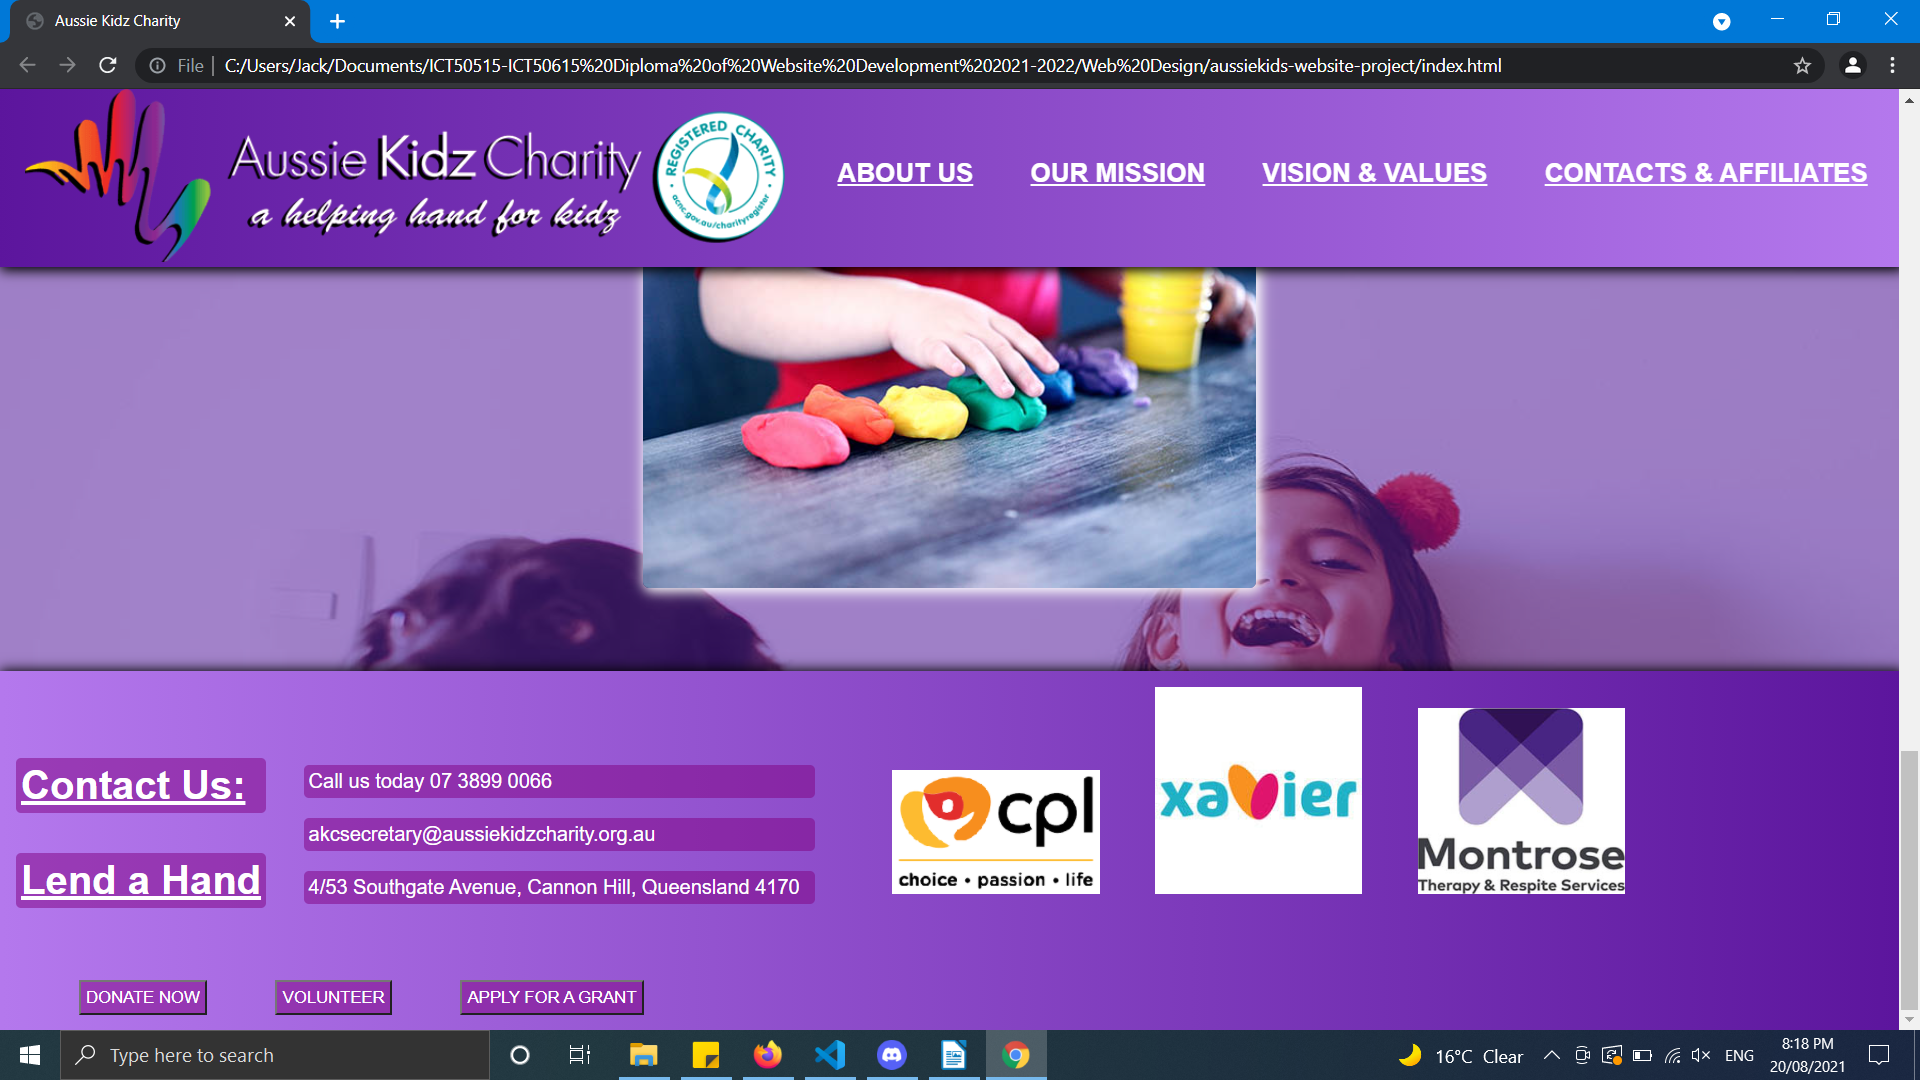 Aussie Kidz Charity
File
C:/Users/Jack/Documents/ICT50515-ICT50615%20Diploma%20of%20Website%20Development%202021-2022/Web%20Design/aussiekids-website-project/index.html
Aussie Kidz Charity
a helping hand for kidz
REGISTERED CHARITY
acnc.gov.au/charityregister
ABOUT US
OUR MISSION
VISION & VALUES
CONTACTS & AFFILIATES
Contact Us:
Lend a Hand
Call us today 07 3899 0066
akcsecretary@aussiekidzcharity.org.au
4/53 Southgate Avenue, Cannon Hill, Queensland 4170
cpl
choice • passion • life
xavier
Montrose
Therapy & Respite Services
DONATE NOW
VOLUNTEER
APPLY FOR A GRANT
Type here to search
16°C Clear
ENG
8:18 PM
20/08/2021